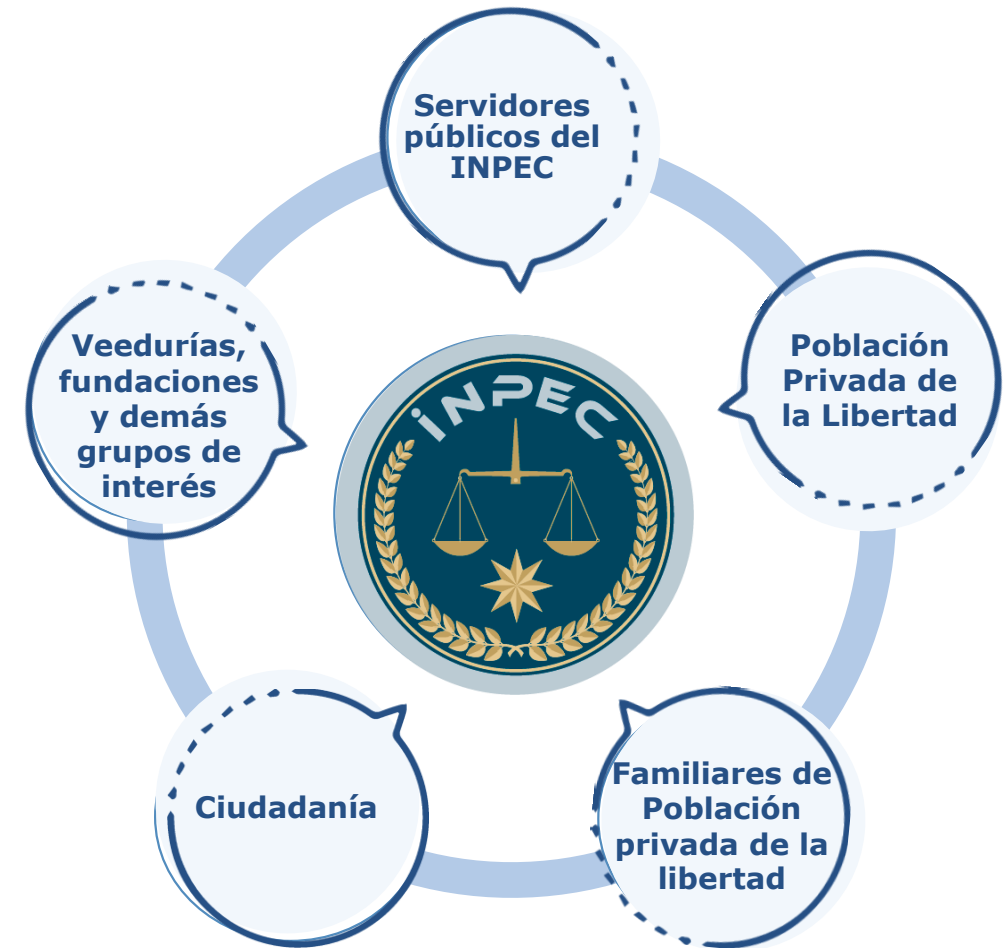 Servidores
públicos del
INPEC
Población
Privada de
la Libertad
Familiares de
Población
privada de la
libertad
Ciudadanía
Veedurías,
fundaciones
y demás
grupos de
interés
iNPEC